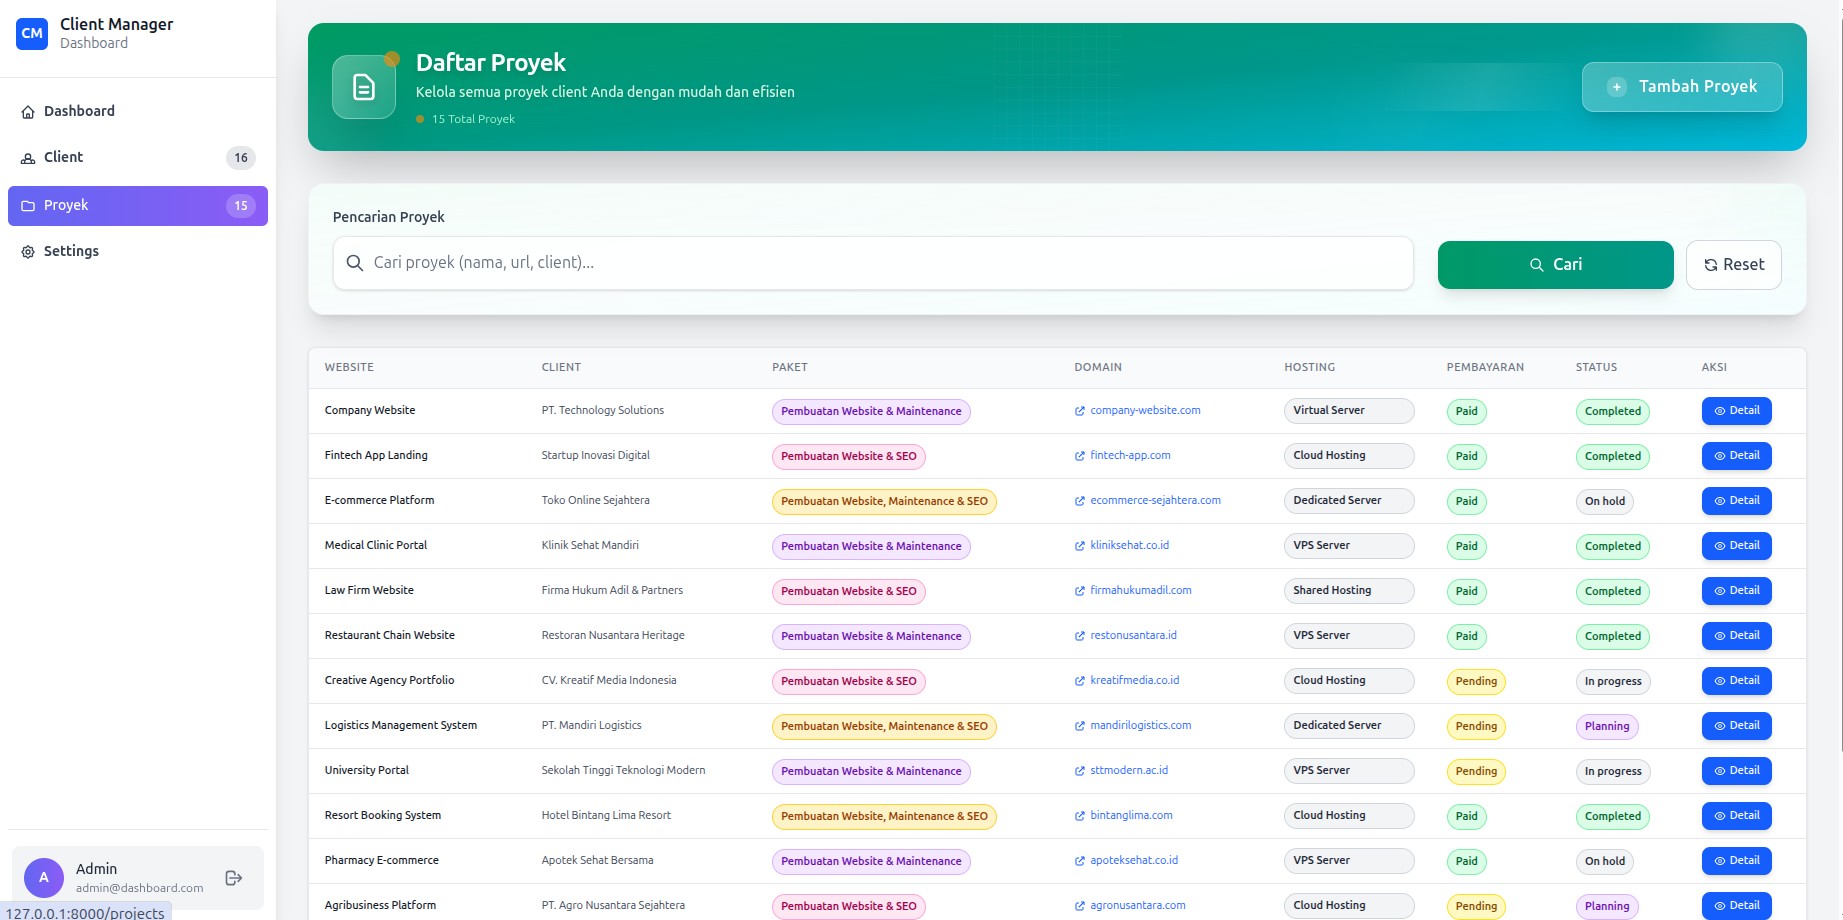 CM
Client Manager
Dashboard
Dashboard
Client 16
Proyek 15
Settings
A
Admin
admin@dashboard.com
127.0.0.1:8000/projects
Daftar Proyek
Kelola semua proyek client Anda dengan mudah dan efisien
15 Total Proyek
+ Tambah Proyek
Pencarian Proyek
Cari proyek (nama, url, client)...
Cari
Reset
WEBSITE CLIENT PAKET DOMAIN HOSTING PEMBAYARAN STATUS AKSI
Company Website PT. Technology Solutions Pembuatan Website & Maintenance company-website.com Virtual Server Paid Completed Detail
Fintech App Landing Startup Inovasi Digital Pembuatan Website & SEO fintech-app.com Cloud Hosting Paid Completed Detail
E-commerce Platform Toko Online Sejahtera Pembuatan Website, Maintenance & SEO ecommerce-sejahtera.com Dedicated Server Paid On hold Detail
Medical Clinic Portal Klinik Sehat Mandiri Pembuatan Website & Maintenance kliniksehat.co.id VPS Server Paid Completed Detail
Law Firm Website Firma Hukum Adil & Partners Pembuatan Website & SEO firmahukumadil.com Shared Hosting Paid Completed Detail
Restaurant Chain Website Restoran Nusantara Heritage Pembuatan Website & Maintenance restonusantara.id VPS Server Paid Completed Detail
Creative Agency Portfolio CV. Kreatif Media Indonesia Pembuatan Website & SEO kreatifmedia.co.id Cloud Hosting Pending In progress Detail
Logistics Management System PT. Mandiri Logistics Pembuatan Website, Maintenance & SEO mandirilogistics.com Dedicated Server Pending Planning Detail
University Portal Sekolah Tinggi Teknologi Modern Pembuatan Website & Maintenance sttmodern.ac.id VPS Server Pending In progress Detail
Resort Booking System Hotel Bintang Lima Resort Pembuatan Website, Maintenance & SEO bintanglima.com Cloud Hosting Paid Completed Detail
Pharmacy E-commerce Apotek Sehat Bersama Pembuatan Website & Maintenance apoteksehat.co.id VPS Server Paid On hold Detail
Agribusiness Platform PT. Agro Nusantara Sejahtera Pembuatan Website & SEO agronusantara.com Cloud Hosting Pending Planning Detail